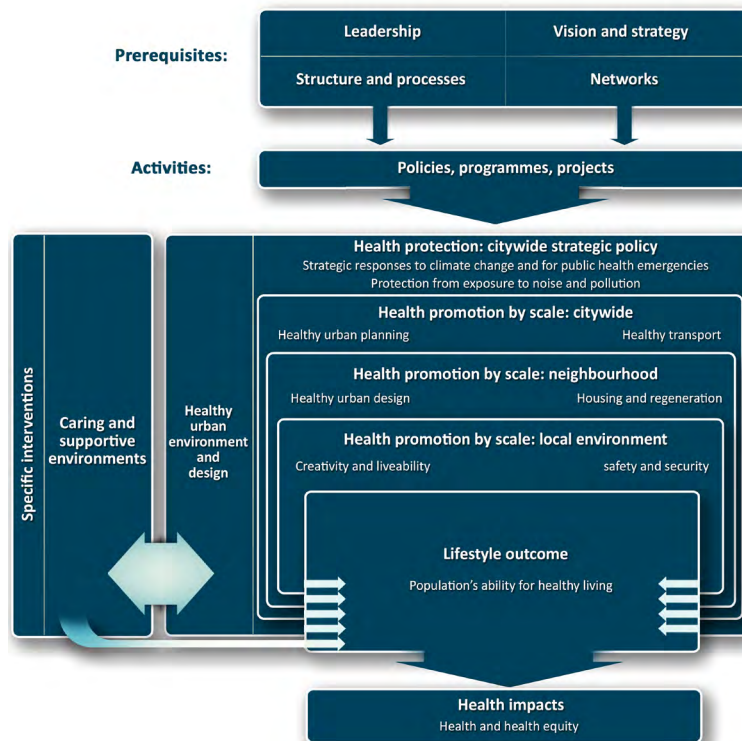 Prerequisites:
Leadership
Vision and strategy
Structure and processes
Networks
Activities:
Policies, programmes, projects
Specific interventions
Caring and
supportive
environments
Healthy
urban
environment
and
design
Health protection: citywide strategic policy
Strategic responses to climate change and for public health emergencies
Protection from exposure to noise and pollution
Health promotion by scale: citywide
Healthy urban planning
Healthy transport
Health promotion by scale: neighbourhood
Healthy urban design
Housing and regeneration
Health promotion by scale: local environment
Creativity and liveability
safety and security
Lifestyle outcome
Population's ability for healthy living
Health impacts
Health and health equity